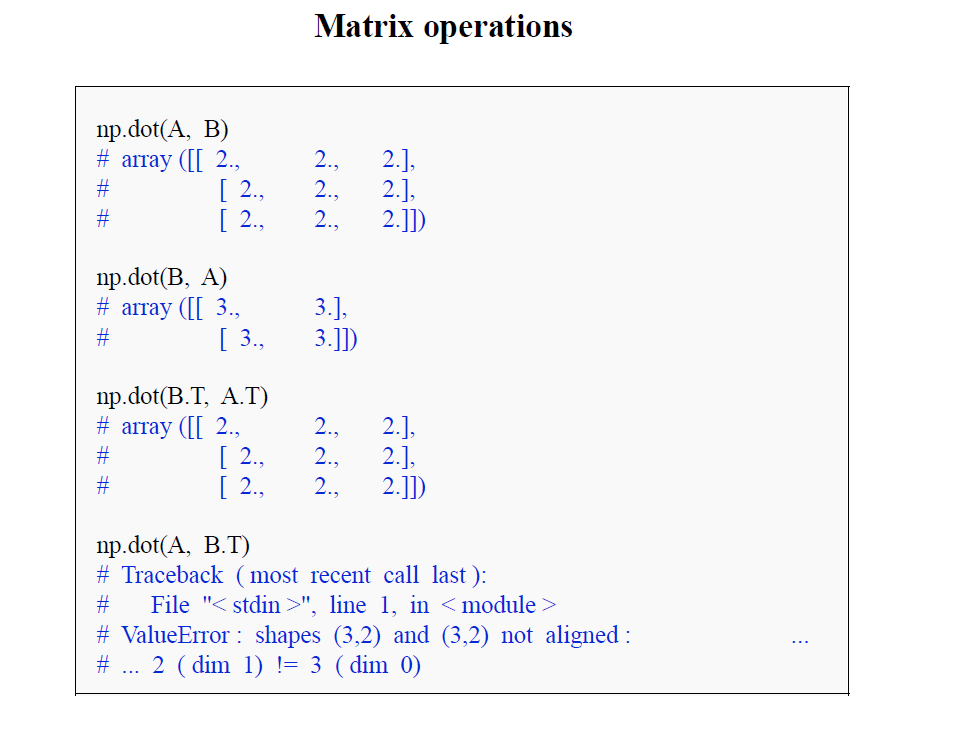 Matrix operations
np.dot(A, B)
# array ([[ 2., 2., 2.],
# [ 2., 2., 2.],
# [ 2., 2., 2.]])
np.dot(B, A)
# array ([[ 3., 3.],
# [ 3., 3.]])
np.dot(B.T, A.T)
# array ([[ 2., 2., 2.],
# [ 2., 2., 2.],
# [ 2., 2., 2.]])
np.dot(A, B.T)
# Traceback ( most recent call last ):
# File "< stdin >", line 1, in < module >
# ValueError : shapes (3,2) and (3,2) not aligned : ...
# ... 2 ( dim 1) != 3 ( dim 0)